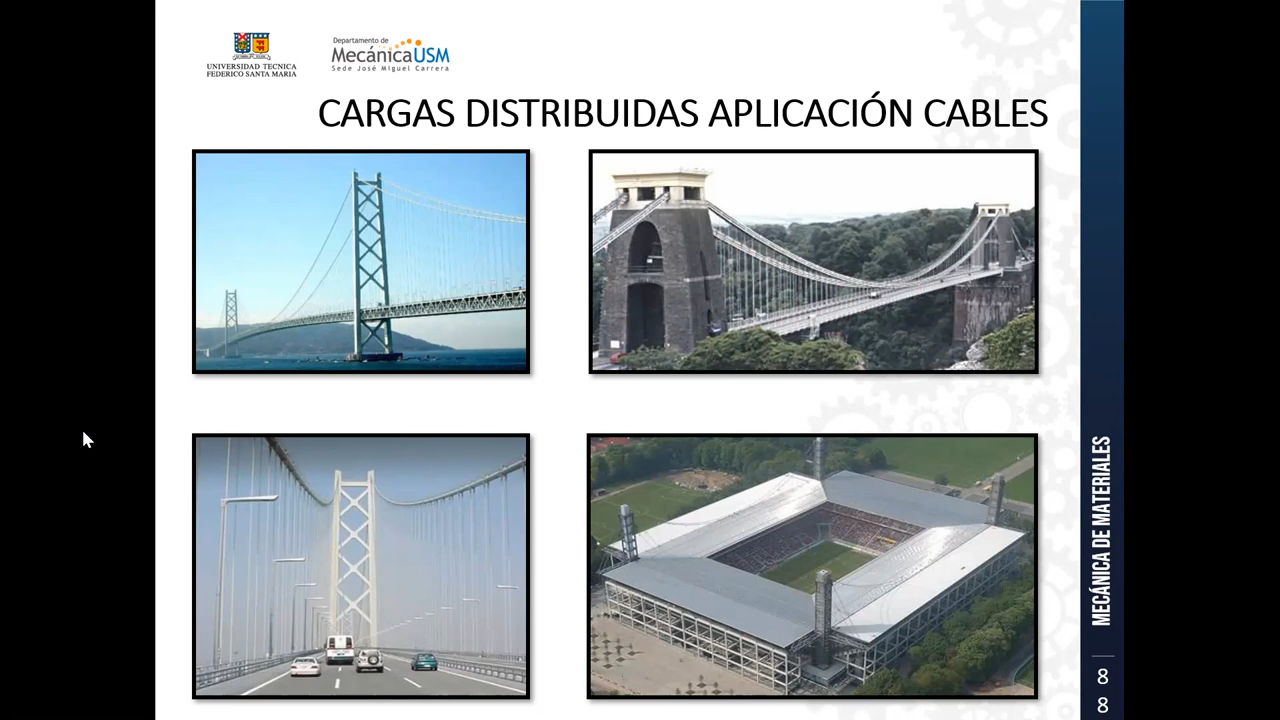 UNIVERSIDAD TECNICA
FEDERICO SANTA MARIA
Departamento de
MecánicaUSM
Sede José Miguel Carrera
CARGAS DISTRIBUIDAS APLICACIÓN CABLES
MECÁNICA DE MATERIALES
8
8